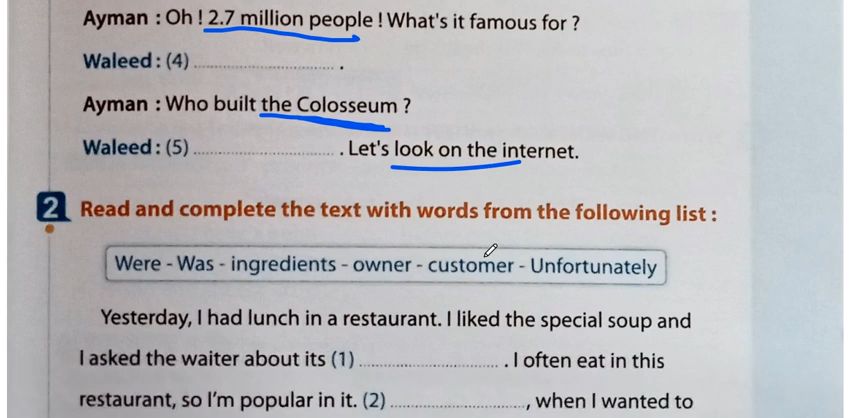 Ayman : Oh ! 2.7 million people ! What's it famous for ?
Waleed : (4) ................................ .
Ayman : Who built the Colosseum ?
Waleed : (5) ................................ . Let's look on the internet.
2 Read and complete the text with words from the following list :
Were - Was - ingredients - owner - customer - Unfortunately
Yesterday, I had lunch in a restaurant. I liked the special soup and
I asked the waiter about its (1) ................................ . I often eat in this
restaurant, so I'm popular in it. (2) ................................ , when I wanted to